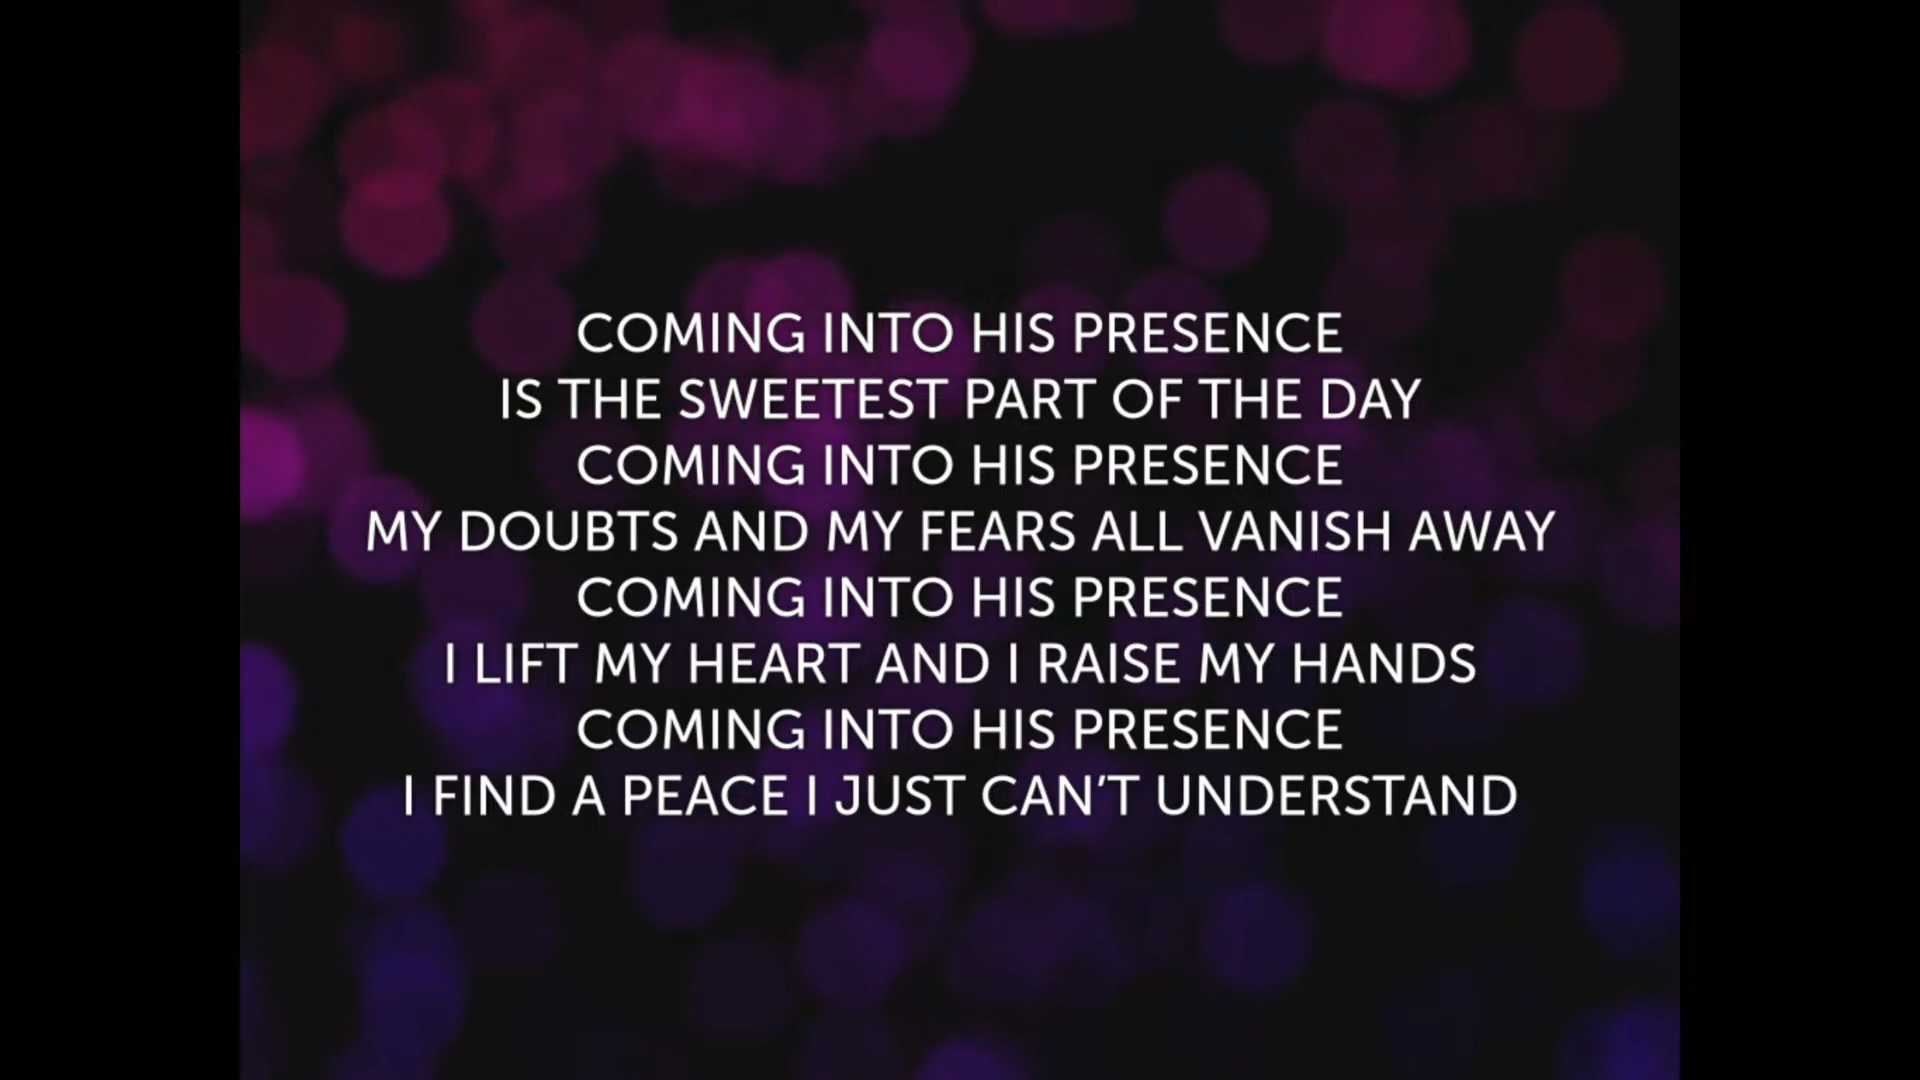 COMING INTO HIS PRESENCE
IS THE SWEETEST PART OF THE DAY
COMING INTO HIS PRESENCE
MY DOUBTS AND MY FEARS ALL VANISH AWAY
COMING INTO HIS PRESENCE
I LIFT MY HEART AND I RAISE MY HANDS
COMING INTO HIS PRESENCE
I FIND A PEACE I JUST CAN’T UNDERSTAND